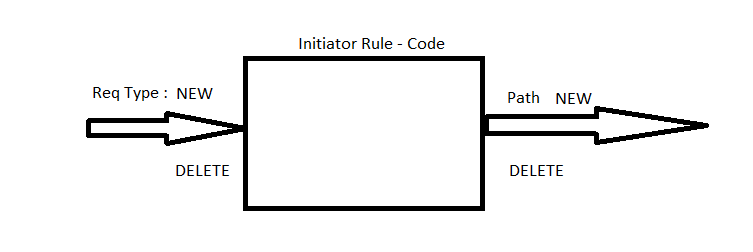 Initiator Rule - Code
Req Type : NEW
Path NEW
DELETE
DELETE